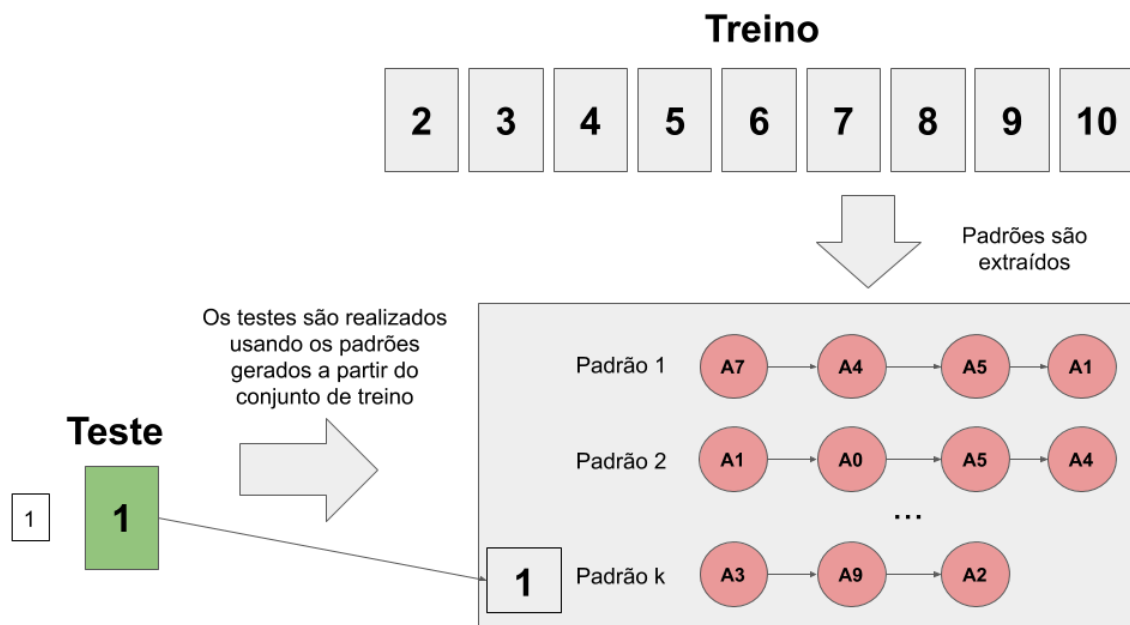 Treino
2 3 4 5 6 7 8 9 10
Padrões são
extraídos
Os testes são realizados
usando os padrões
gerados a partir do
conjunto de treino
Teste
1
1
Padrão 1 A7 A4 A5 A1
Padrão 2 A1 A0 A5 A4
...
1
Padrão k A3 A9 A2